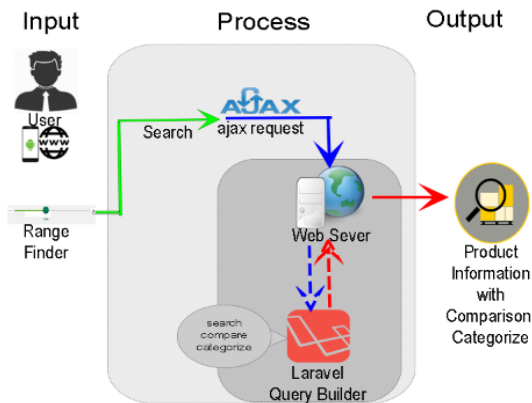 Input
Process
Output
User
WWW
Range
Finder
Search
AJAX
ajax request
Web Sever
search
compare
categorize
Laravel
Query Builder
Product
Information
with
Comparison
Categorize